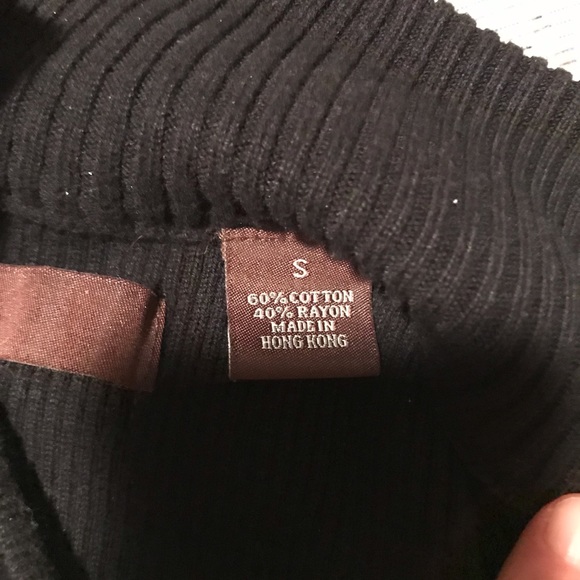 S
60% COTTON
40% RAYON
MADE IN
HONG KONG